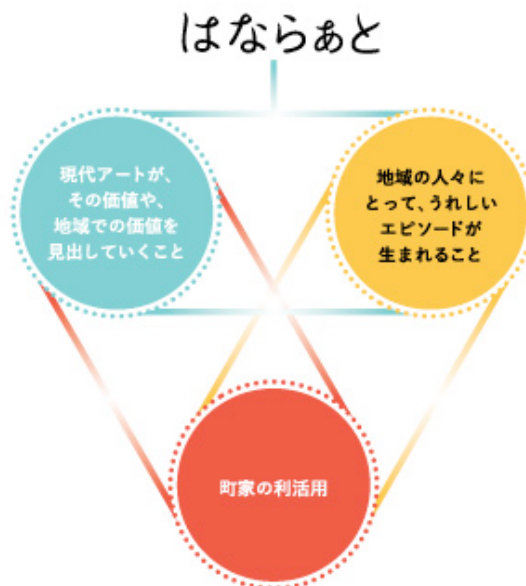 はならぁと
現代アートが、
その価値や、
地域での価値を
見出していくこと
地域の人々に
とって、うれしい
エピソードが
生まれること
町家の利活用